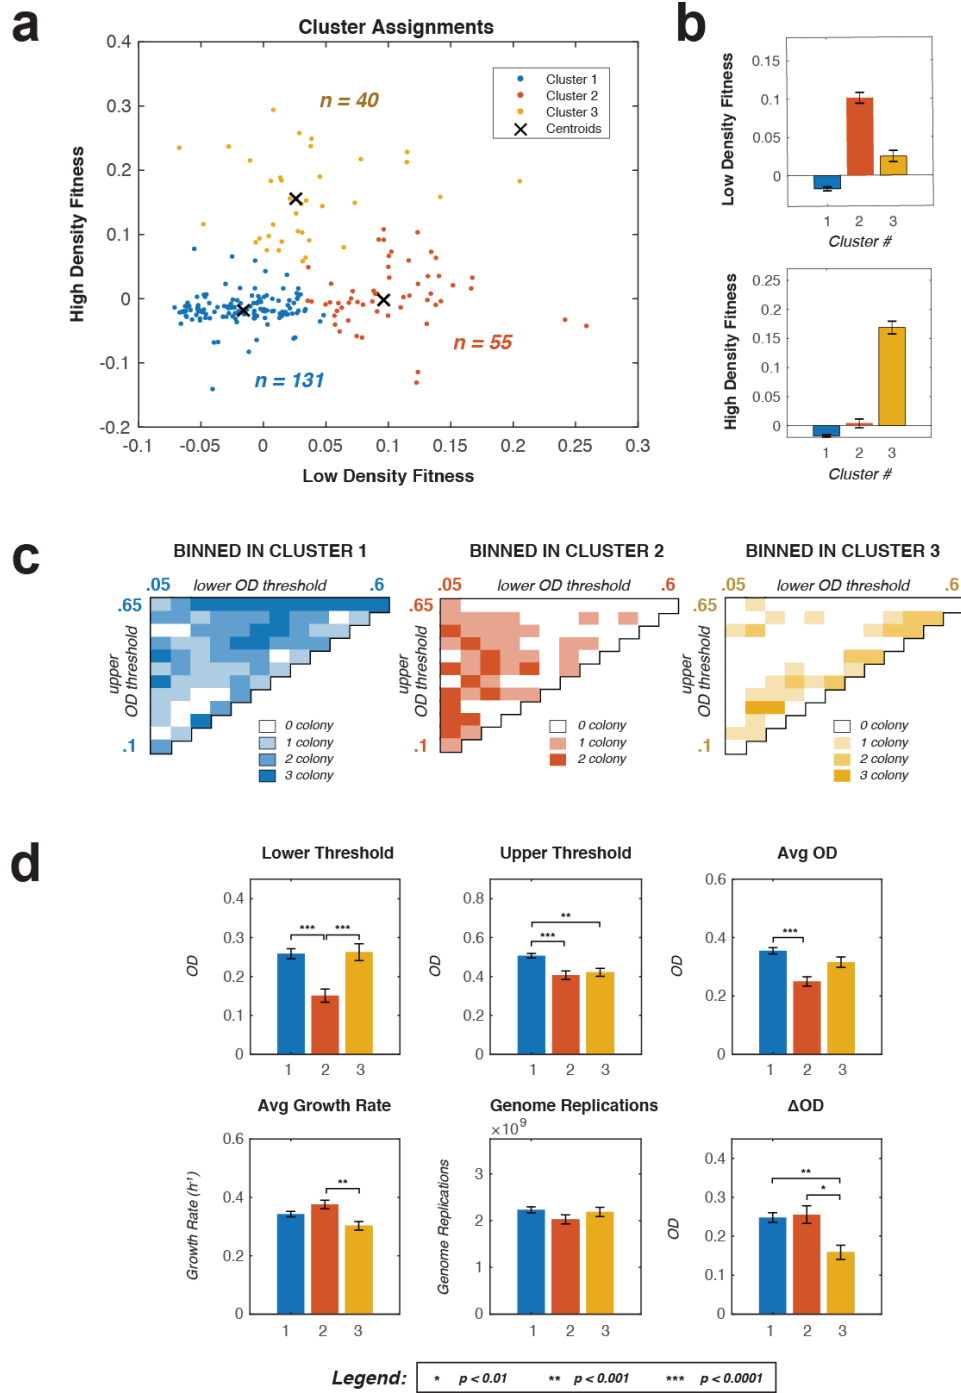 a
Cluster Assignments
0.4
0.3
0.2
0.1
0
-0.1
-0.2
High Density Fitness
-0.1
-0.05
0
0.05
0.1
0.15
0.2
0.25
0.3
Low Density Fitness
Cluster 1
Cluster 2
Cluster 3
Centroids
n = 40
n = 55
n = 131
b
Low Density Fitness
0.15
0.1
0.05
0
1 2 3
Cluster #
High Density Fitness
0.25
0.2
0.15
0.1
0.05
0
1 2 3
Cluster #
c
BINNED IN CLUSTER 1
.05 lower OD threshold .6
.65
upper
OD threshold
.1
0 colony
1 colony
2 colony
3 colony
BINNED IN CLUSTER 2
.05 lower OD threshold .6
.65
upper
OD threshold
.1
0 colony
1 colony
2 colony
BINNED IN CLUSTER 3
.05 lower OD threshold .6
.65
upper
OD threshold
.1
0 colony
1 colony
2 colony
3 colony
d
Lower Threshold
OD
0.4
0.3
0.2
0.1
0
*** ***
1 2 3
Upper Threshold
OD
0.8
0.6
0.4
0.2
0
**
***
1 2 3
Avg OD
OD
0.6
0.4
0.2
0
***
1 2 3
Avg Growth Rate
Growth Rate (h⁻¹)
0.6
0.4
0.2
0
**
1 2 3
Genome Replications
×10⁹
Genome Replications
3
2
1
0
1 2 3
ΔOD
OD
0.4
0.3
0.2
0.1
0
**
*
1 2 3
Legend: * p < 0.01 ** p < 0.001 *** p < 0.0001